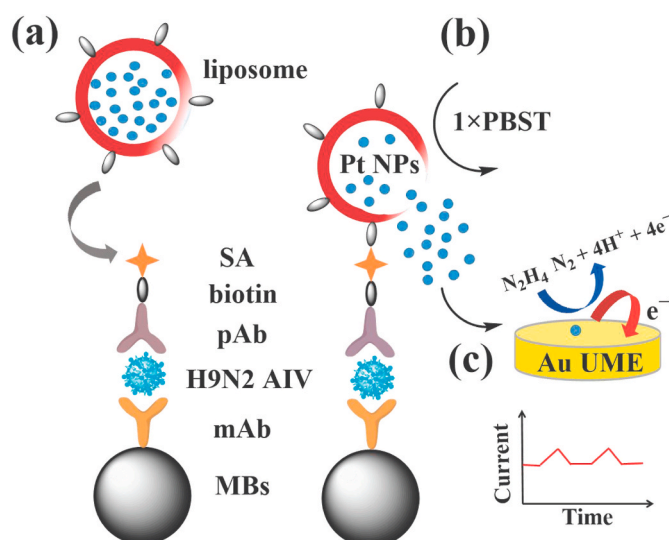 (a)
liposome
SA
biotin
pAb
H9N2 AIV
mAb
MBs
(b)
1×PBST
Pt NPs
N₂H₄ N₂ + 4H⁺ + 4e⁻
e⁻
Au UME
(c)
Current
Time